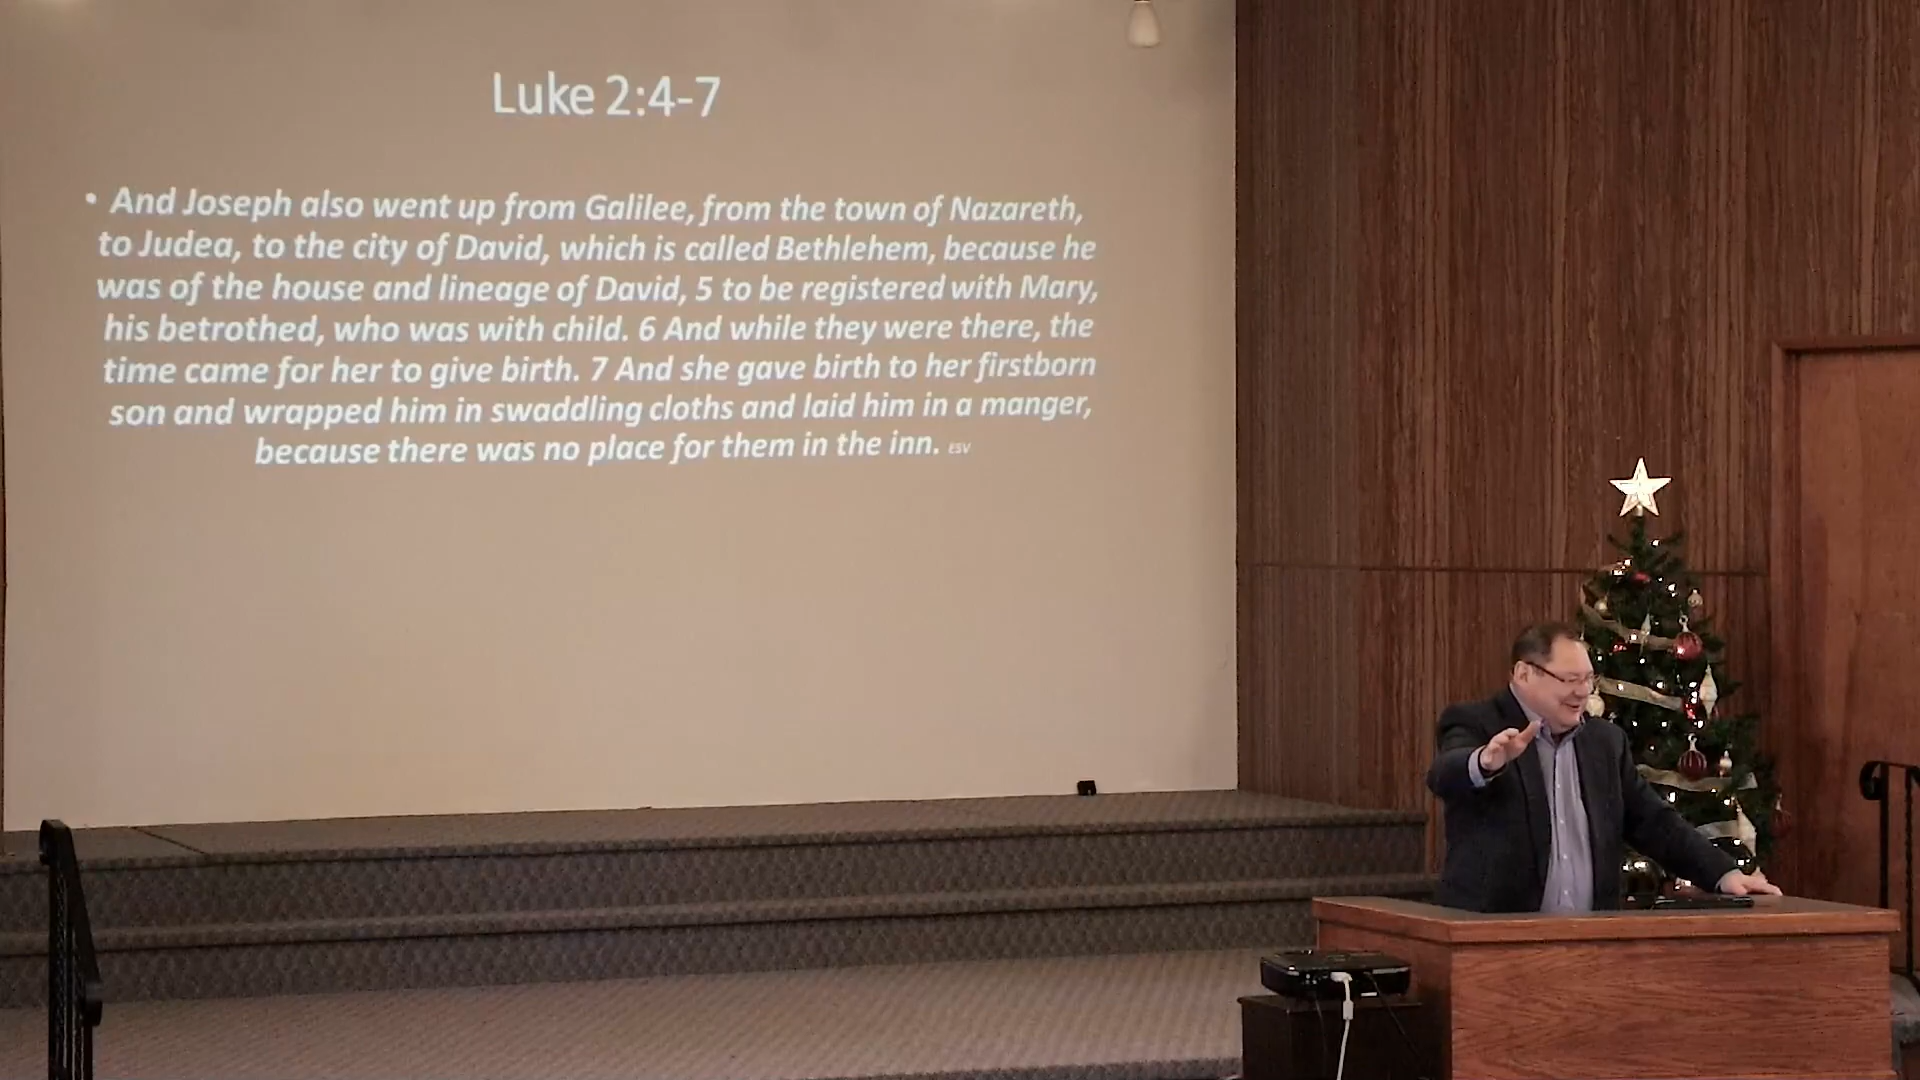 Luke 2:4-7
• And Joseph also went up from Galilee, from the town of Nazareth,
to Judea, to the city of David, which is called Bethlehem, because he
was of the house and lineage of David, 5 to be registered with Mary,
his betrothed, who was with child. 6 And while they were there, the
time came for her to give birth. 7 And she gave birth to her firstborn
son and wrapped him in swaddling cloths and laid him in a manger,
because there was no place for them in the inn. ESV